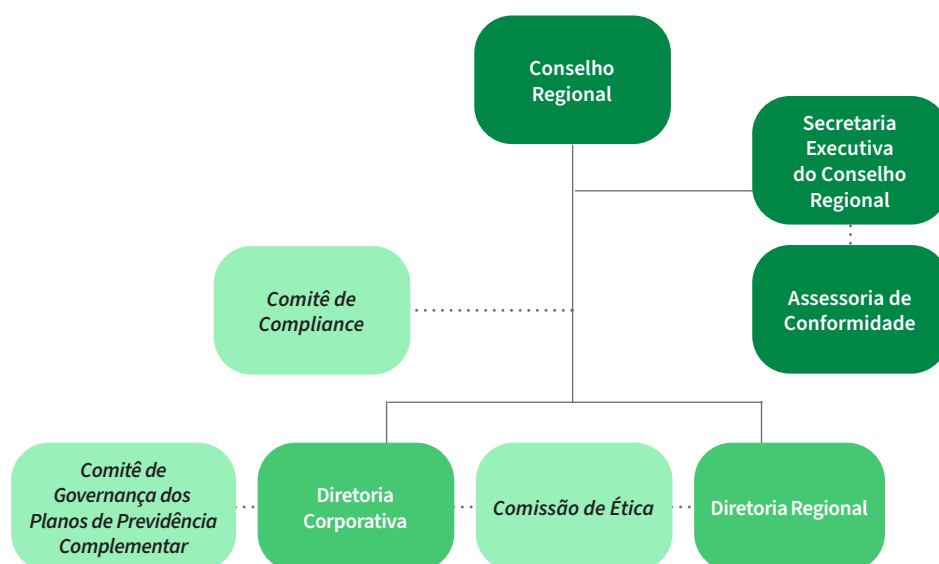 Conselho
Regional
Secretaria
Executiva
do Conselho
Regional
Comitê de
Compliance
Assessoria de
Conformidade
Comitê de
Governança dos
Planos de Previdência
Complementar
Diretoria
Corporativa
Comissão de Ética
Diretoria Regional